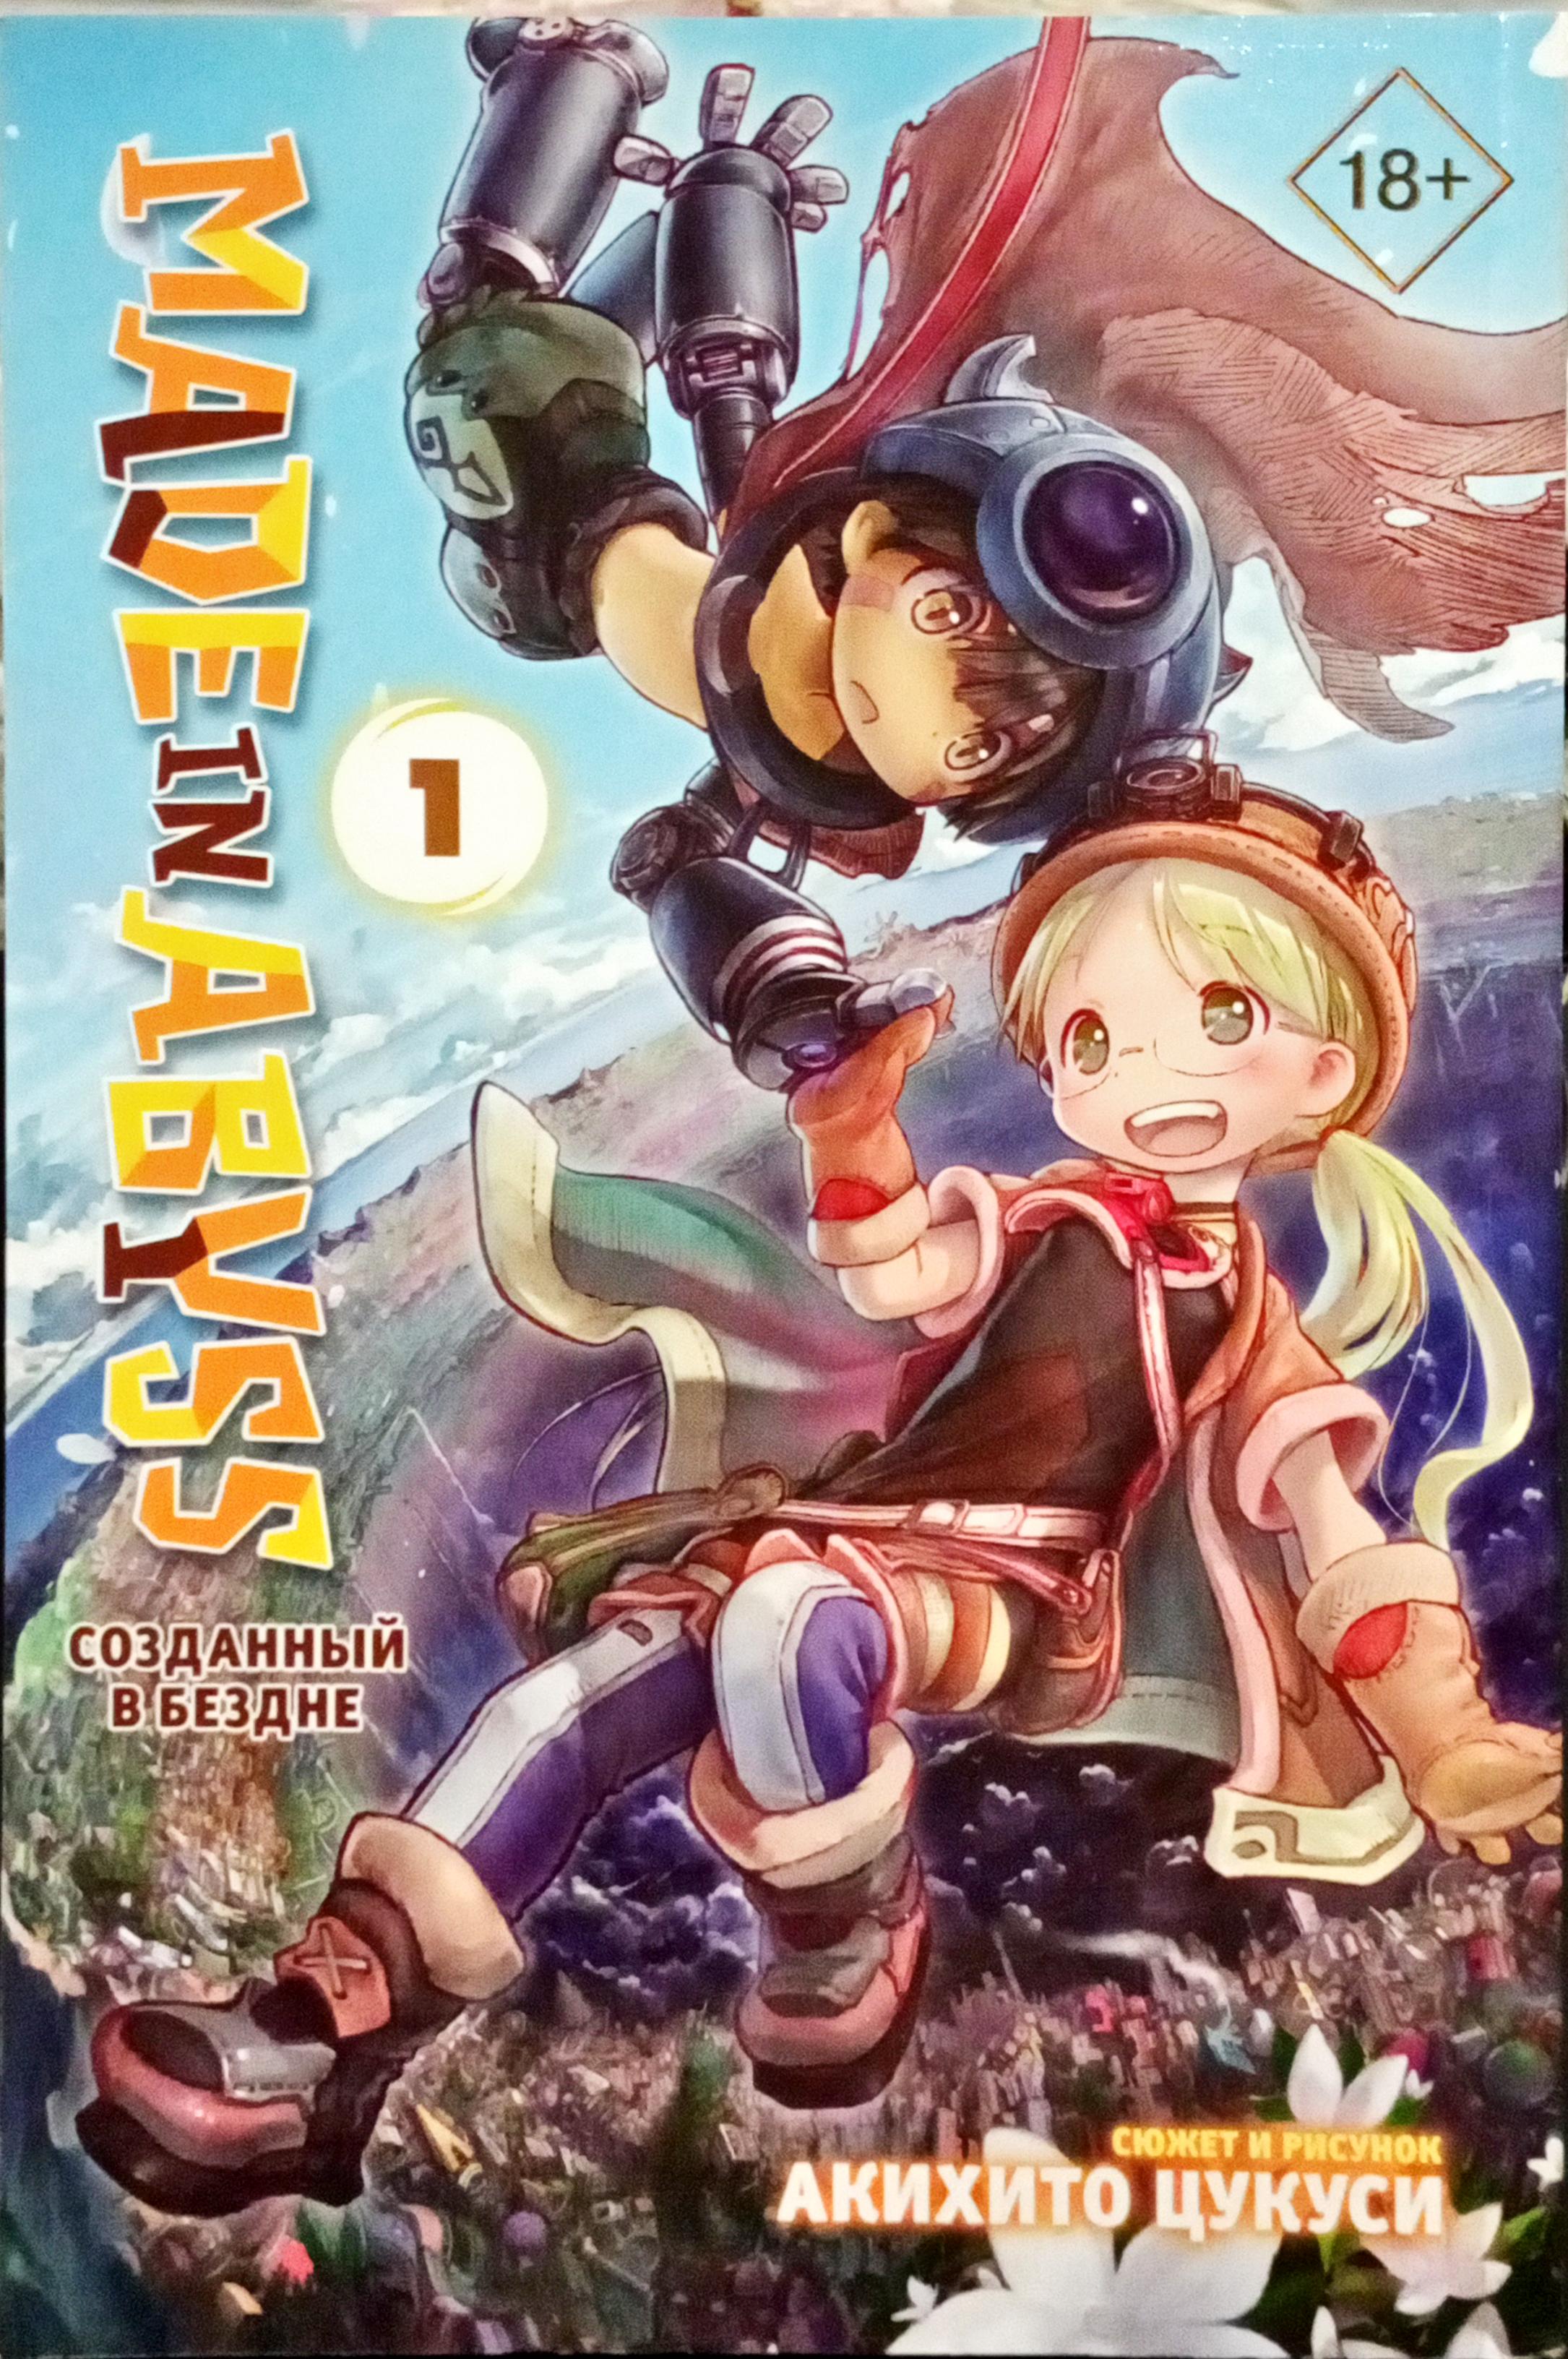 18+
MADE IN ABYSS
1
СОЗДАННЫЙ
В БЕЗДНЕ
СЮЖЕТ И РИСУНОК
АКИХИТО ЦУКУСИ